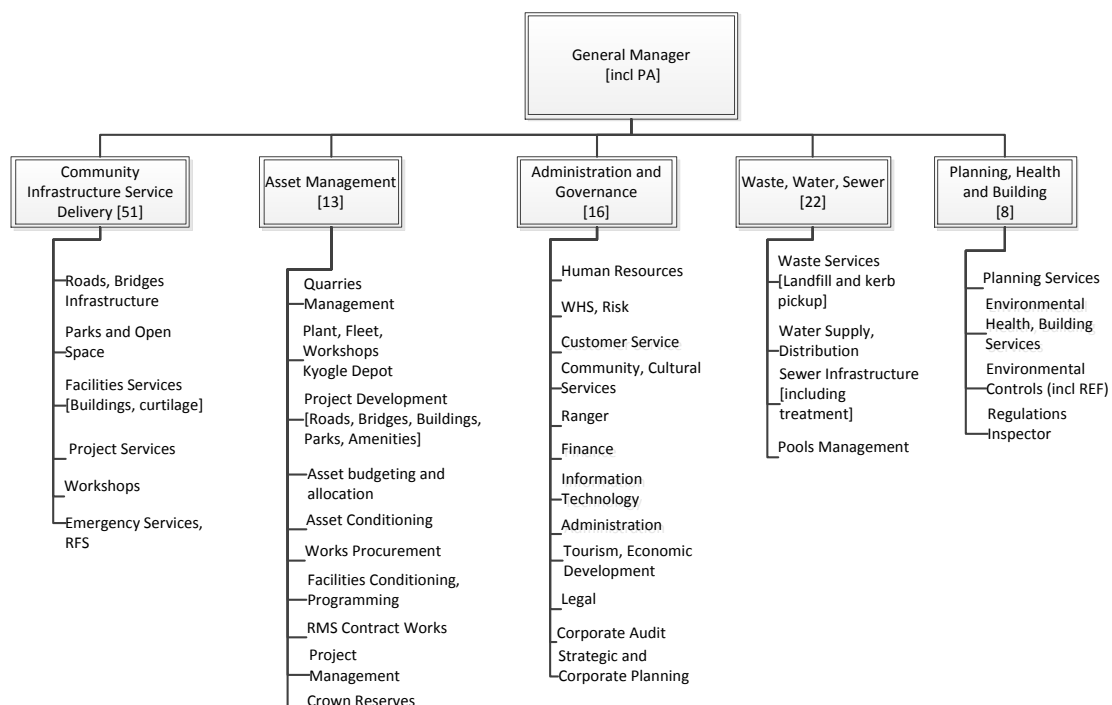 General Manager
[incl PA]
Community
Infrastructure Service
Delivery [51]
Roads, Bridges
Infrastructure
Parks and Open
Space
Facilities Services
[Buildings, curtilage]
Project Services
Workshops
Emergency Services,
RFS
Asset Management
[13]
Quarries
Management
Plant, Fleet,
Workshops
Kyogle Depot
Project Development
[Roads, Bridges, Buildings,
Parks, Amenities]
Asset budgeting and
allocation
Asset Conditioning
Works Procurement
Facilities Conditioning,
Programming
RMS Contract Works
Project
Management
Crown Reserves
Administration and
Governance
[16]
Human Resources
WHS, Risk
Customer Service
Community, Cultural
Services
Ranger
Finance
Information
Technology
Administration
Tourism, Economic
Development
Legal
Corporate Audit
Strategic and
Corporate Planning
Waste, Water, Sewer
[22]
Waste Services
[Landfill and kerb
pickup]
Water Supply,
Distribution
Sewer Infrastructure
[including
treatment]
Pools Management
Planning, Health
and Building
[8]
Planning Services
Environmental
Health, Building
Services
Environmental
Controls (incl REF)
Regulations
Inspector